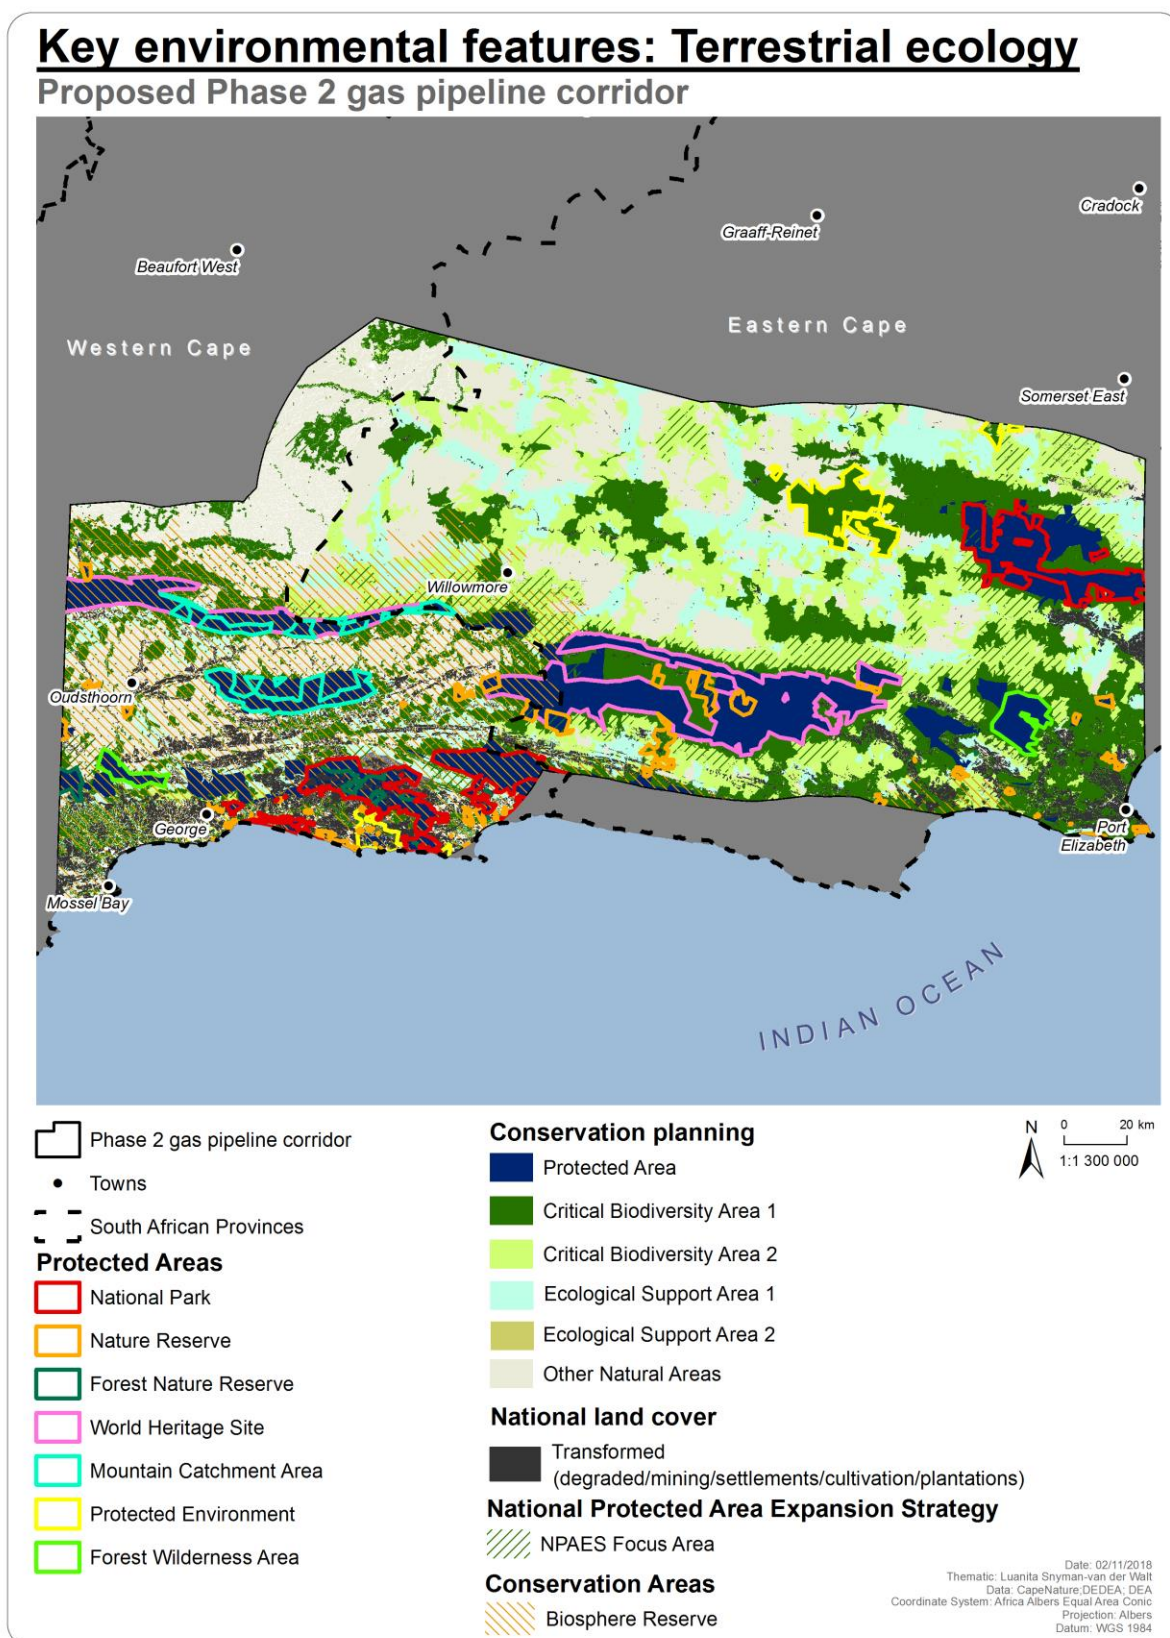 Key environmental features: Terrestrial ecology
Proposed Phase 2 gas pipeline corridor
Cradock
Graaff-Reinet
Beaufort West
Eastern Cape
Western Cape
Somerset East
Willowmore
Oudsthoorn
George
Port
Elizabeth
Mossel Bay
INDIAN OCEAN
Phase 2 gas pipeline corridor
Towns
South African Provinces
Protected Areas
National Park
Nature Reserve
Forest Nature Reserve
World Heritage Site
Mountain Catchment Area
Protected Environment
Forest Wilderness Area
Conservation planning
Protected Area
Critical Biodiversity Area 1
Critical Biodiversity Area 2
Ecological Support Area 1
Ecological Support Area 2
Other Natural Areas
National land cover
Transformed
(degraded/mining/settlements/cultivation/plantations)
National Protected Area Expansion Strategy
NPAES Focus Area
Conservation Areas
Biosphere Reserve
N
0 20 km
1:1 300 000
Date: 02/11/2018
Thematic: Luanita Snyman-van der Walt
Data: CapeNature;DEDEA; DEA
Coordinate System: Africa Albers Equal Area Conic
Projection: Albers
Datum: WGS 1984